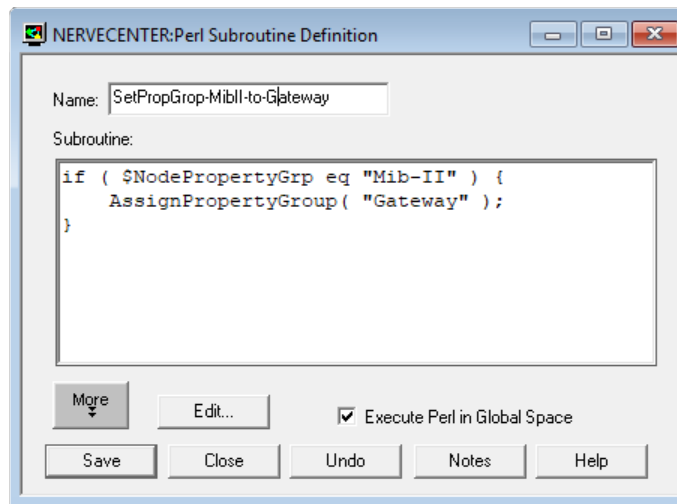 NERVECENTER:Perl Subroutine Definition
Name: SetPropGrop-MibII-to-Gateway
Subroutine:
if ( $NodePropertyGrp eq "Mib-II" ) {
    AssignPropertyGroup( "Gateway" );
}
More
Edit...
Execute Perl in Global Space
Save Close Undo Notes Help